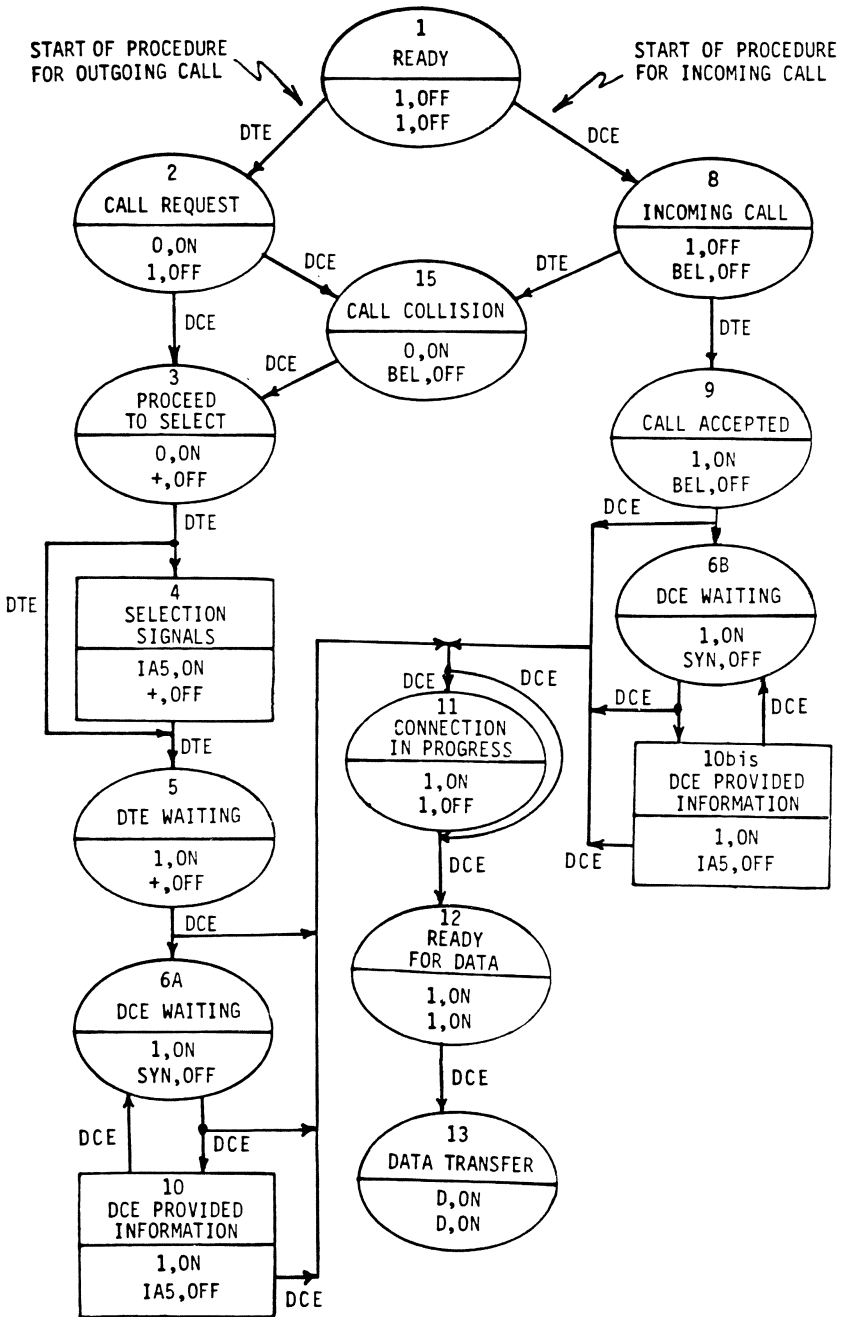 START OF PROCEDURE
FOR OUTGOING CALL
START OF PROCEDURE
FOR INCOMING CALL
1
READY
1,OFF
1,OFF
DTE
DCE
2
CALL REQUEST
0,ON
1,OFF
8
INCOMING CALL
1,OFF
BEL,OFF
DCE
DTE
15
CALL COLLISION
0,ON
BEL,OFF
DCE
DCE
DTE
3
PROCEED
TO SELECT
0,ON
+,OFF
9
CALL ACCEPTED
1,ON
BEL,OFF
DTE
DCE
DTE
4
SELECTION
SIGNALS
IA5,ON
+,OFF
6B
DCE WAITING
1,ON
SYN,OFF
DTE
DCE
DCE
DCE
DCE
11
CONNECTION
IN PROGRESS
1,ON
1,OFF
10bis
DCE PROVIDED
INFORMATION
1,ON
IA5,OFF
DCE
5
DTE WAITING
1,ON
+,OFF
DCE
DCE
12
READY
FOR DATA
1,ON
1,ON
6A
DCE WAITING
1,ON
SYN,OFF
DCE
DCE
DCE
13
DATA TRANSFER
D,ON
D,ON
10
DCE PROVIDED
INFORMATION
1,ON
IA5,OFF
DCE